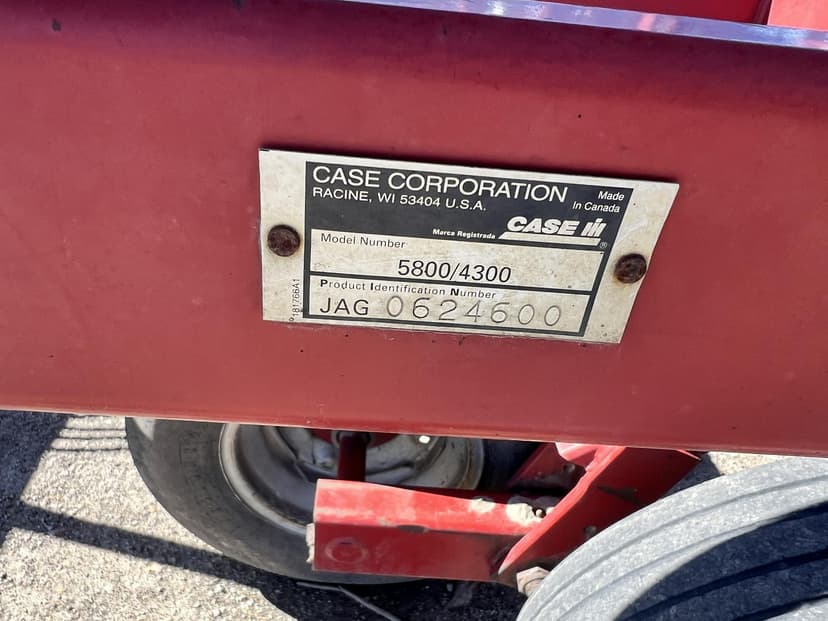 CASE CORPORATION
RACINE, WI 53404 U.S.A.
Made
In Canada
Marca Registrada
CASE IH
®
Model Number
5800/4300
Product Identification Number
JAG 0624600
181766A1